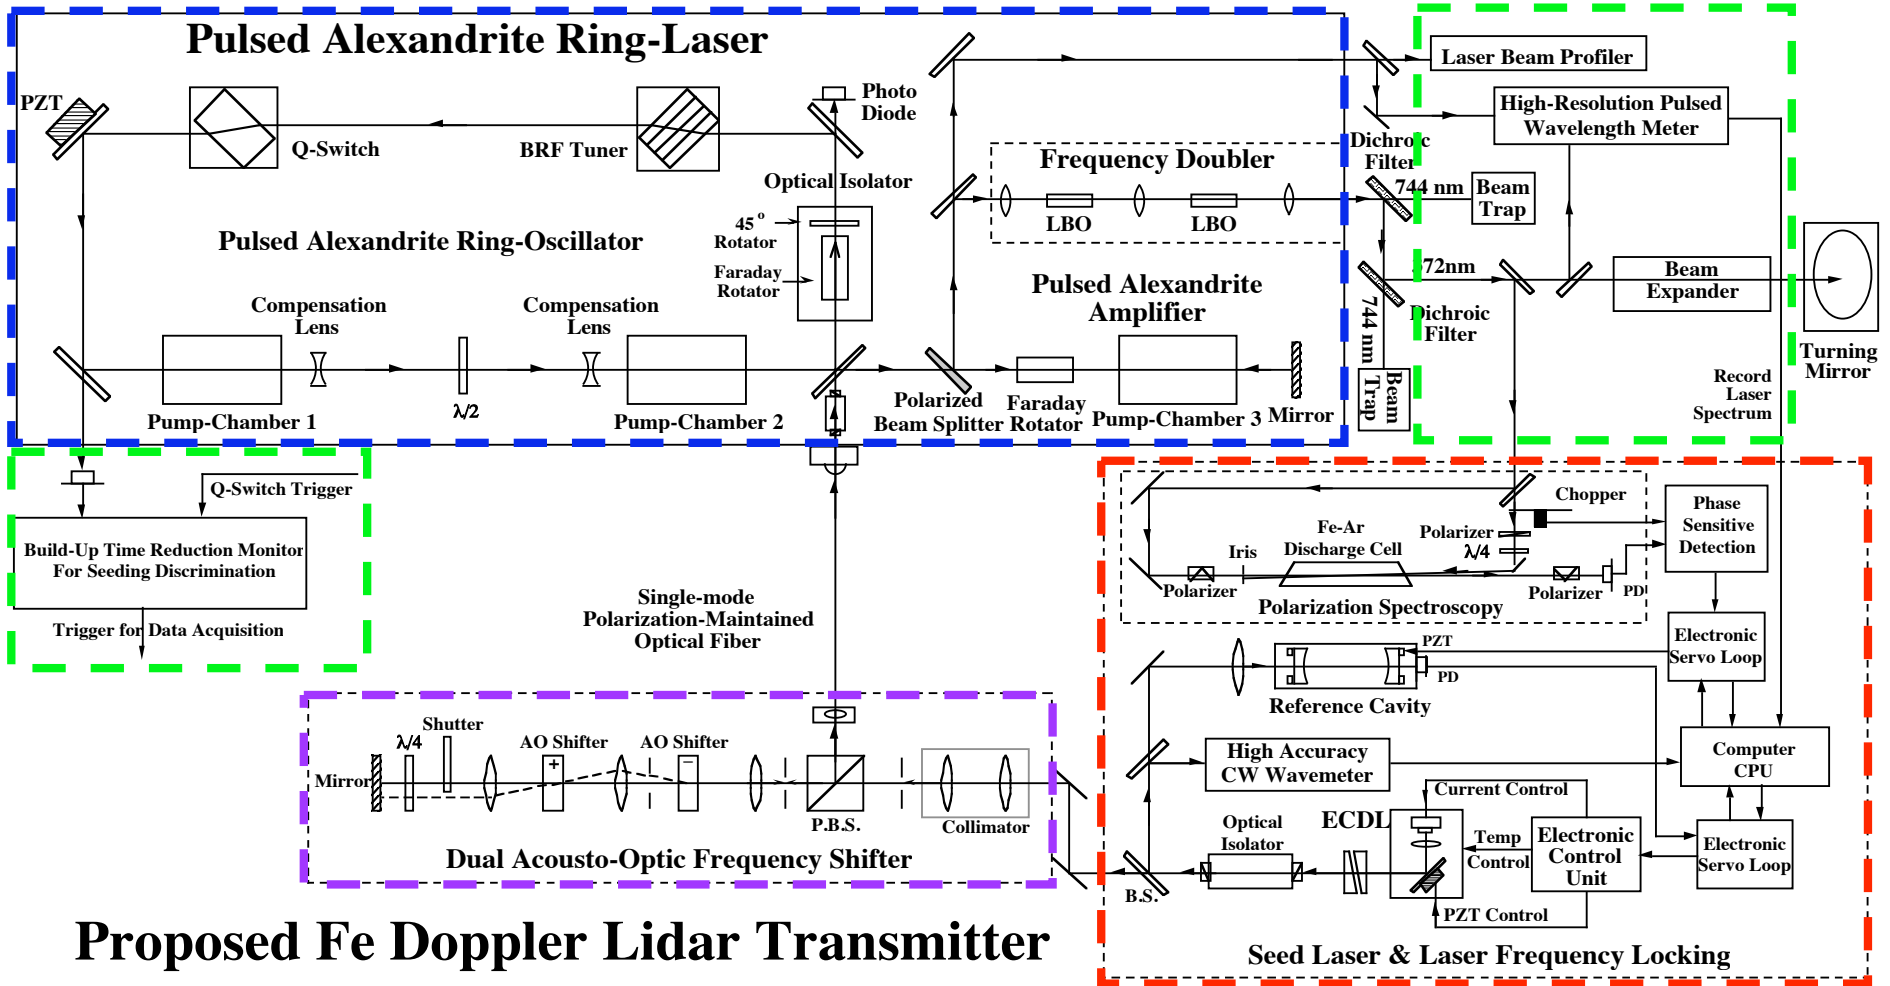 Pulsed Alexandrite Ring-Laser
PZT
Q-Switch
BRF Tuner
Photo
Diode
Optical Isolator
45°
Rotator
Faraday
Rotator
Pulsed Alexandrite Ring-Oscillator
Compensation
Lens
Compensation
Lens
Pump-Chamber 1
λ/2
Pump-Chamber 2
Frequency Doubler
LBO
LBO
Pulsed Alexandrite
Amplifier
Polarized
Beam Splitter
Faraday
Rotator
Pump-Chamber 3
Mirror
Laser Beam Profiler
High-Resolution Pulsed
Wavelength Meter
Dichroic
Filter
744 nm
Beam
Trap
372nm
Dichroic
Filter
744 nm
Beam
Trap
Beam
Expander
Turning
Mirror
Record
Laser
Spectrum
Q-Switch Trigger
Build-Up Time Reduction Monitor
For Seeding Discrimination
Trigger for Data Acquisition
Single-mode
Polarization-Maintained
Optical Fiber
Chopper
Polarizer
λ/4
Fe-Ar
Discharge Cell
Iris
Polarizer
Polarizer
PD
Polarization Spectroscopy
Phase
Sensitive
Detection
Electronic
Servo Loop
PZT
PD
Reference Cavity
High Accuracy
CW Wavemeter
Computer
CPU
Current Control
ECDL
Optical
Isolator
Temp
Control
Electronic
Control
Unit
Electronic
Servo Loop
PZT Control
B.S.
Seed Laser & Laser Frequency Locking
Shutter
λ/4
Mirror
AO Shifter
+
AO Shifter
−
P.B.S.
Collimator
Dual Acousto-Optic Frequency Shifter
Proposed Fe Doppler Lidar Transmitter